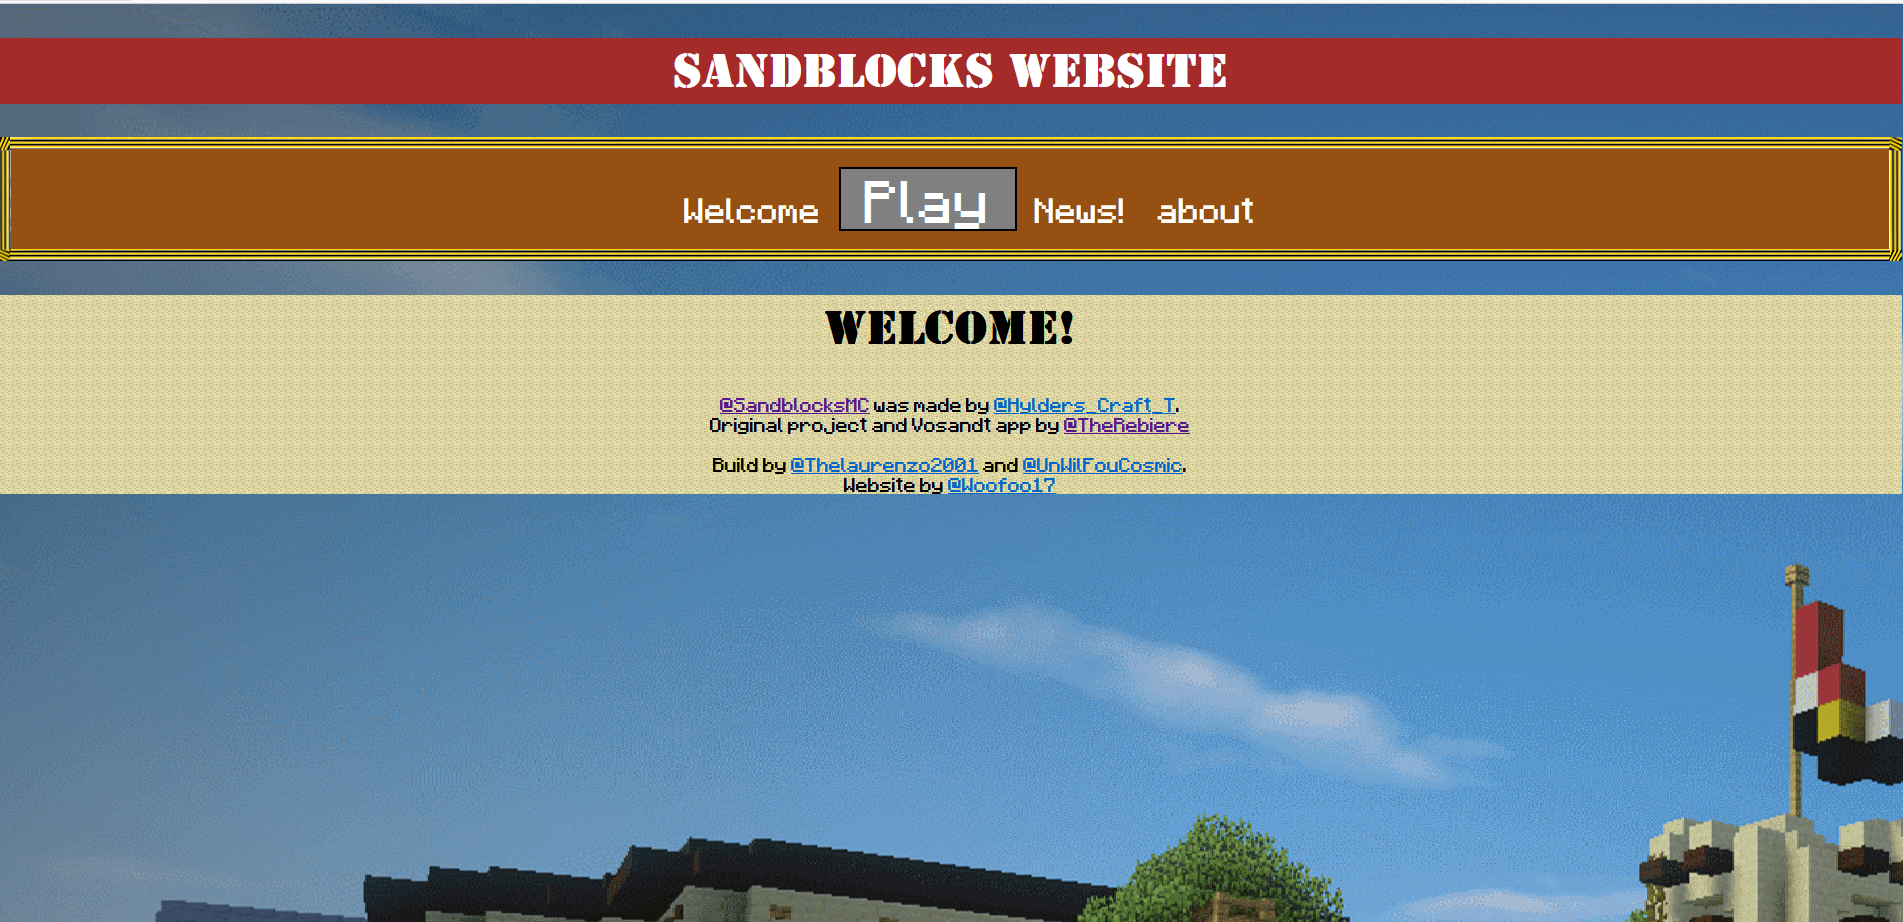 SANDBLOCKS WEBSITE
Welcome Play News! about
WELCOME!
@SandblocksMC was made by @Hylders_Craft_T.
Original project and Vosandt app by @TheRebiere
Build by @Thelaurenzo2001 and @UnWilFouCosmic.
Website by @Woofoo17